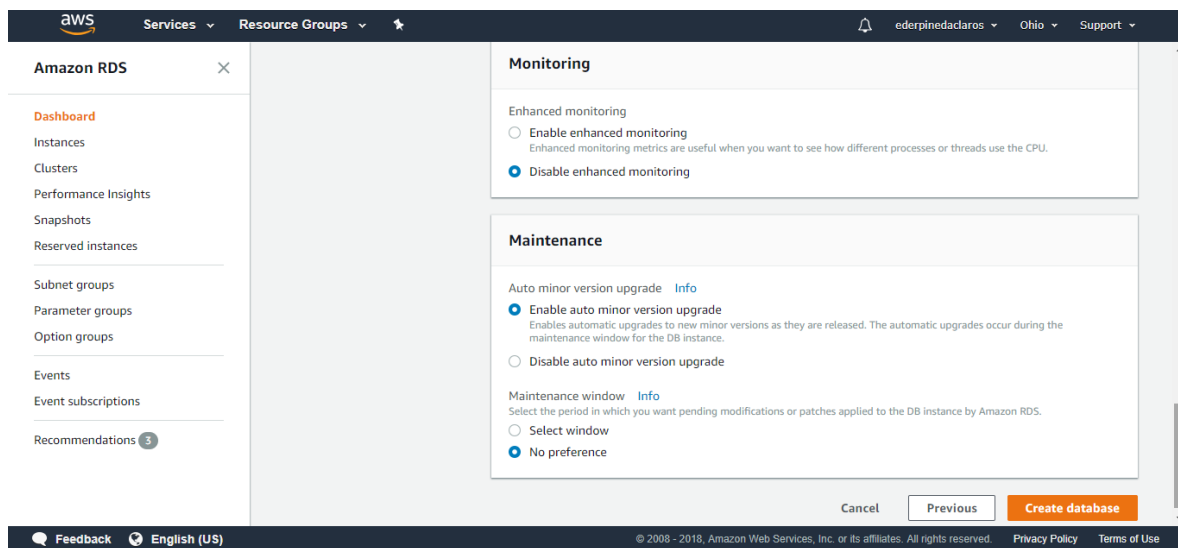 aws Services Resource Groups ederpinedaclaros Ohio Support
Amazon RDS
Dashboard
Instances
Clusters
Performance Insights
Snapshots
Reserved instances
Subnet groups
Parameter groups
Option groups
Events
Event subscriptions
Recommendations 3
Monitoring
Enhanced monitoring
Enable enhanced monitoring
Enhanced monitoring metrics are useful when you want to see how different processes or threads use the CPU.
Disable enhanced monitoring
Maintenance
Auto minor version upgrade Info
Enable auto minor version upgrade
Enables automatic upgrades to new minor versions as they are released. The automatic upgrades occur during the
maintenance window for the DB instance.
Disable auto minor version upgrade
Maintenance window Info
Select the period in which you want pending modifications or patches applied to the DB instance by Amazon RDS.
Select window
No preference
Cancel Previous Create database
Feedback English (US) © 2008 - 2018, Amazon Web Services, Inc. or its affiliates. All rights reserved. Privacy Policy Terms of Use